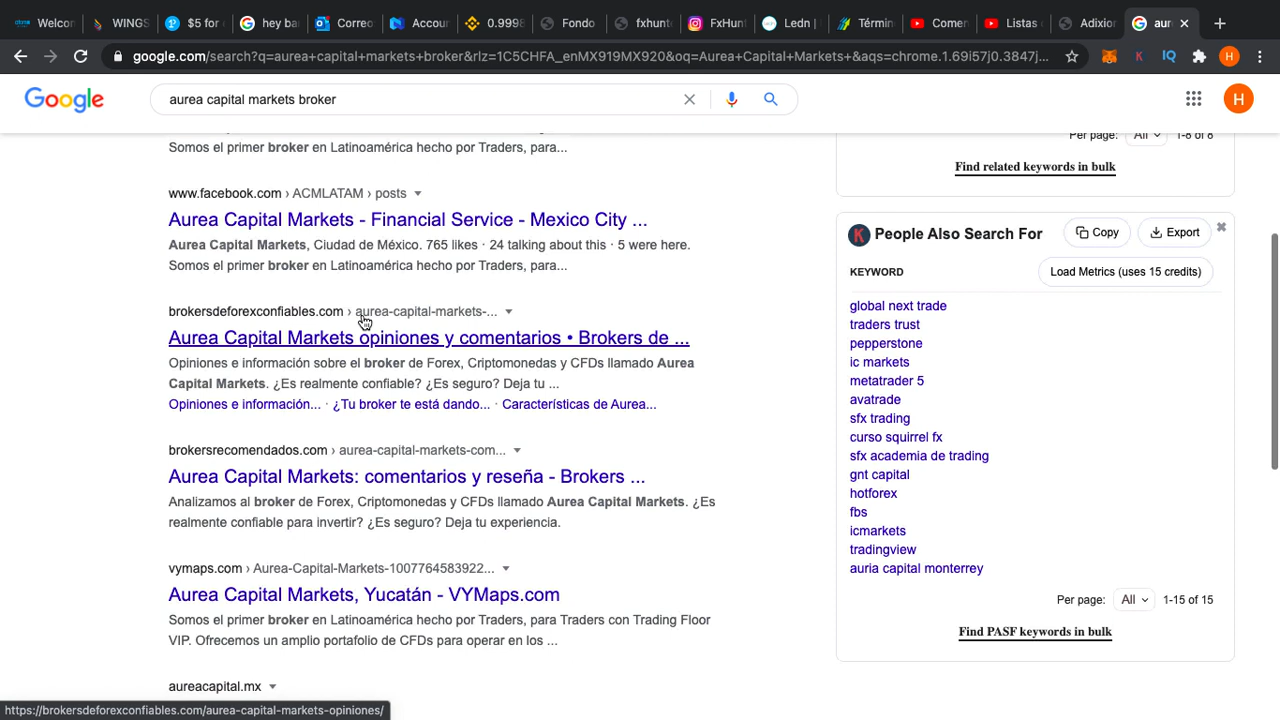 Welcor
WINGS
$5 for
hey ba
Correo
Accour
0.9998
Fondo
fxhunte
FxHunt
Ledn |
Términ
Comen
Listas
Adixior
aur
google.com/search?q=aurea+capital+markets+broker&rlz=1C5CHFA_enMX919MX920&oq=Aurea+Capital+Markets+&aqs=chrome.1.69i57j0.3847j...
K
IQ
H
Google
aurea capital markets broker
H
Somos el primer broker en Latinoamérica hecho por Traders, para...
www.facebook.com › ACMLATAM › posts
Aurea Capital Markets - Financial Service - Mexico City ...
Aurea Capital Markets, Ciudad de México. 765 likes · 24 talking about this · 5 were here.
Somos el primer broker en Latinoamérica hecho por Traders, para...
brokersdeforexconfiables.com › aurea-capital-markets-...
Aurea Capital Markets opiniones y comentarios • Brokers de ...
Opiniones e información sobre el broker de Forex, Criptomonedas y CFDs llamado Aurea
Capital Markets. ¿Es realmente confiable? ¿Es seguro? Deja tu ...
Opiniones e información... · ¿Tu broker te está dando... · Características de Aurea...
brokersrecomendados.com › aurea-capital-markets-com...
Aurea Capital Markets: comentarios y reseña - Brokers ...
Analizamos al broker de Forex, Criptomonedas y CFDs llamado Aurea Capital Markets. ¿Es
realmente confiable para invertir? ¿Es seguro? Deja tu experiencia.
vymaps.com › Aurea-Capital-Markets-1007764583922...
Aurea Capital Markets, Yucatán - VYMaps.com
Somos el primer broker en Latinoamérica hecho por Traders, para Traders con Trading Floor
VIP. Ofrecemos un amplio portafolio de CFDs para operar en los ...
aureacapital.mx
https://brokersdeforexconfiables.com/aurea-capital-markets-opiniones/
Per page: All 1-8 of 8
Find related keywords in bulk
K People Also Search For Copy Export
KEYWORD Load Metrics (uses 15 credits)
global next trade
traders trust
pepperstone
ic markets
metatrader 5
avatrade
sfx trading
curso squirrel fx
sfx academia de trading
gnt capital
hotforex
fbs
icmarkets
tradingview
auria capital monterrey
Per page: All 1-15 of 15
Find PASF keywords in bulk